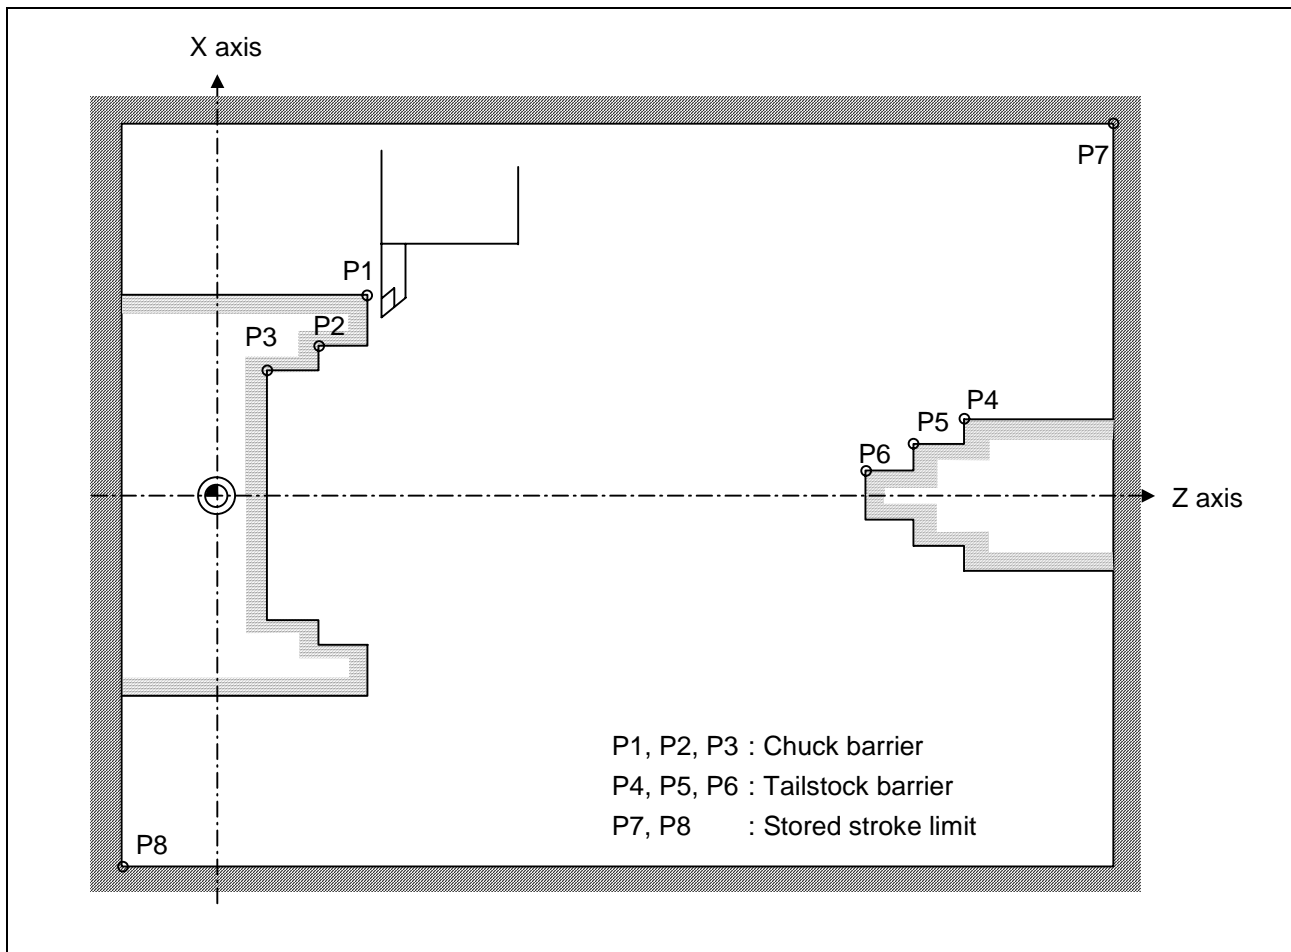 X axis
P7
P1
P2
P3
P4
P5
P6
Z axis
P1, P2, P3 : Chuck barrier
P4, P5, P6 : Tailstock barrier
P7, P8 : Stored stroke limit
P8